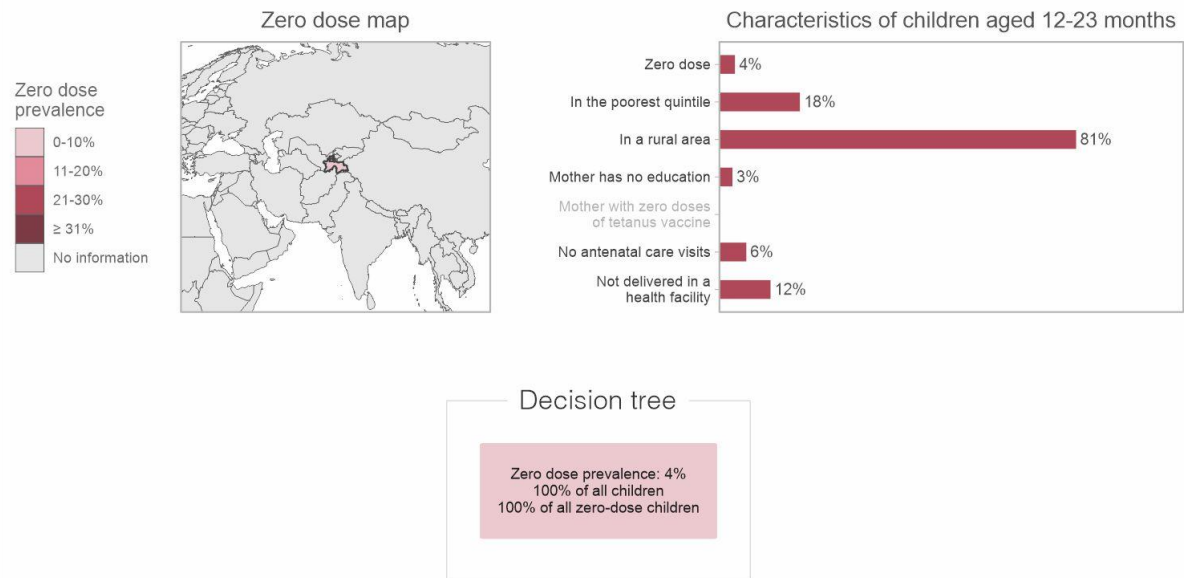 Zero dose map
Zero dose
prevalence
0-10%
11-20%
21-30%
≥ 31%
No information
Characteristics of children aged 12-23 months
Zero dose
4%
In the poorest quintile
18%
In a rural area
81%
Mother has no education
3%
Mother with zero doses
of tetanus vaccine
No antenatal care visits
6%
Not delivered in a
health facility
12%
Decision tree
Zero dose prevalence: 4%
100% of all children
100% of all zero-dose children